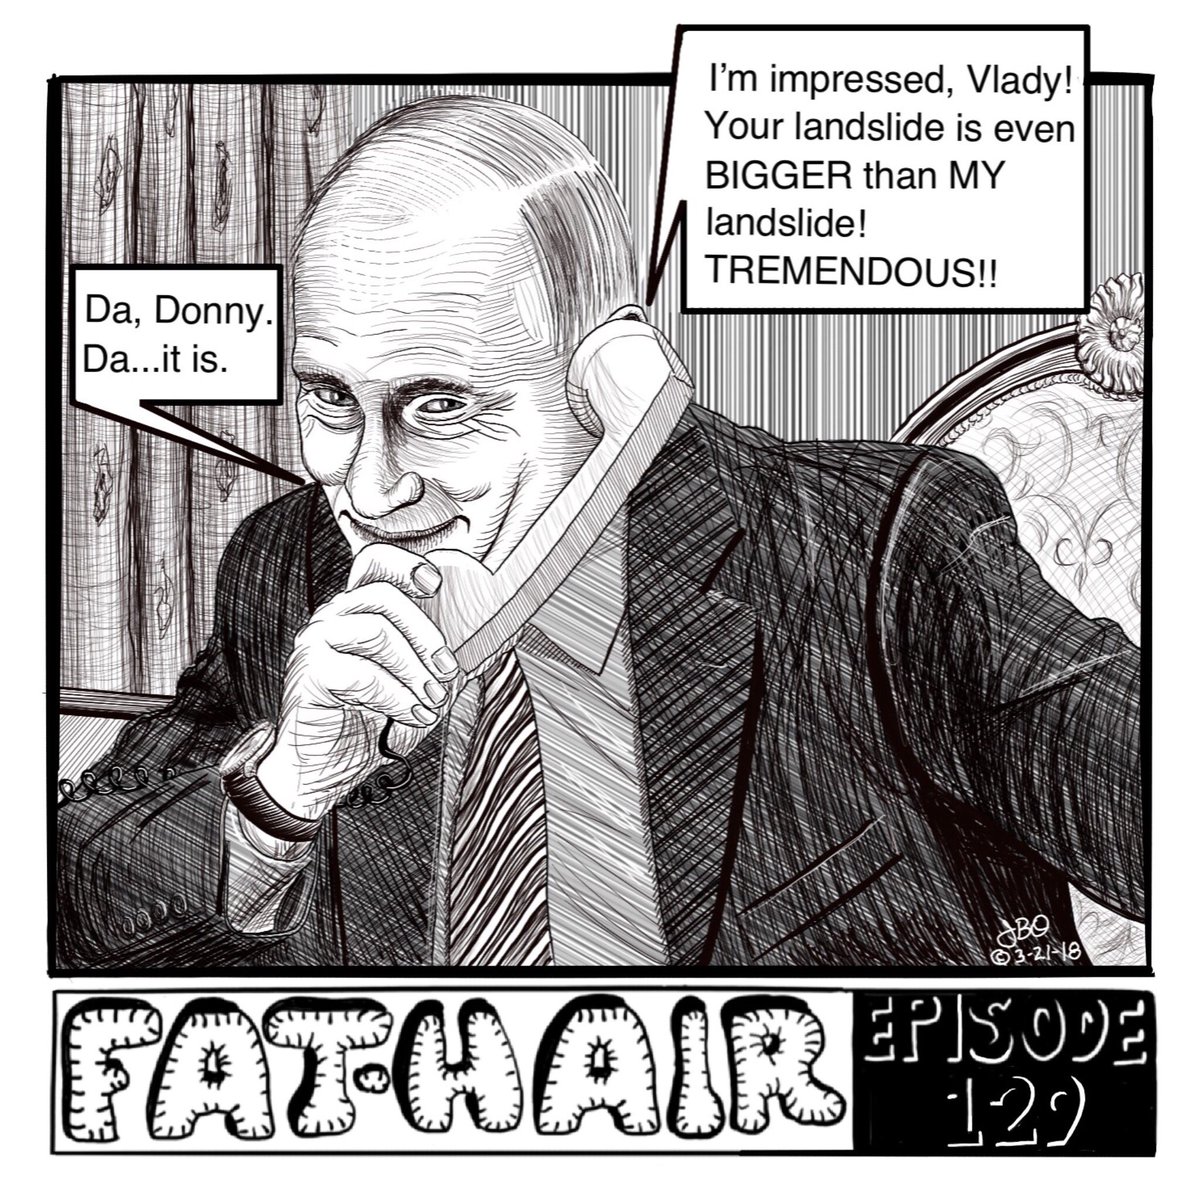 I'm impressed, Vlady!
Your landslide is even
BIGGER than MY
landslide!
TREMENDOUS!!
Da, Donny.
Da...it is.
JBO
© 3-21-18
FAT-HAIR
EPISODE
129